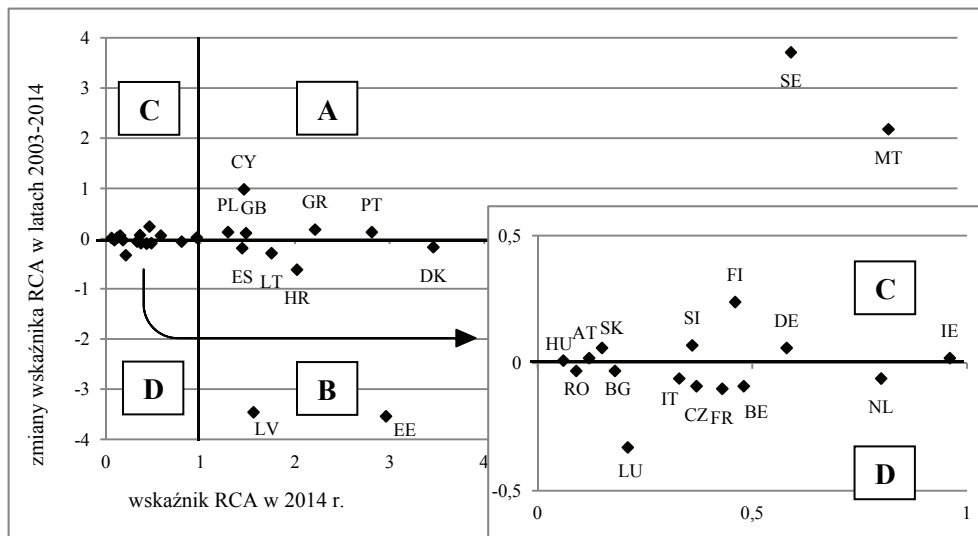 zmiany wskaźnika RCA w latach 2003-2014
4
3
2
1
0
-1
-2
-3
-4
C
A
D
B
SE
MT
CY
PL
GB
GR
PT
ES
LT
HR
DK
LV
EE
0
1
2
3
4
wskaźnik RCA w 2014 r.
0,5
0
-0,5
C
FI
SI
DE
IE
HU
AT
SK
RO
BG
IT
CZ
FR
BE
NL
LU
D
0
0,5
1